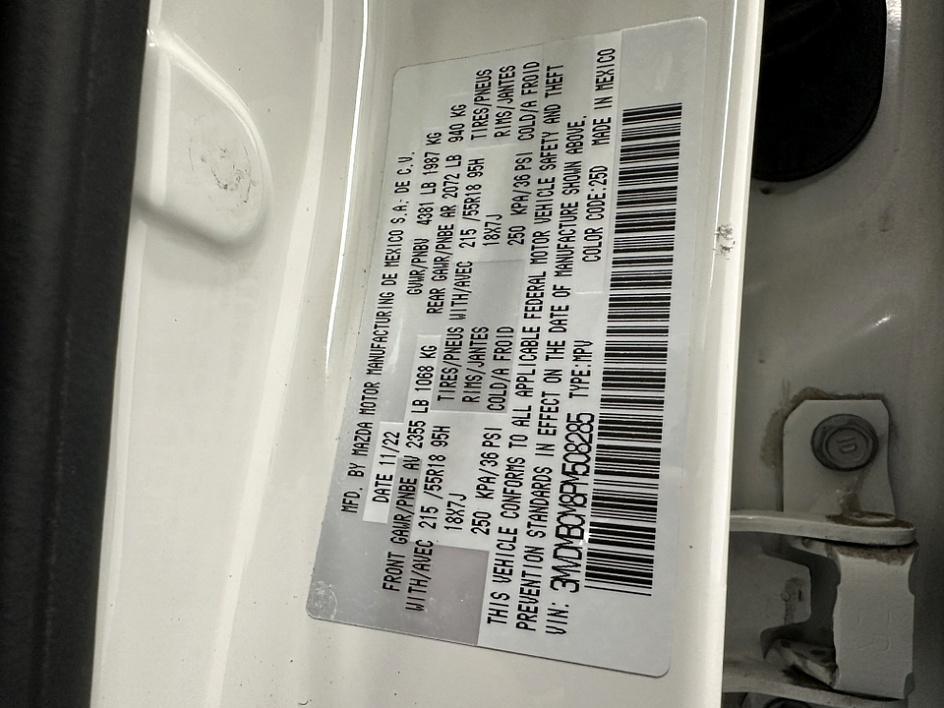 MFD. BY MAZDA MOTOR MANUFACTURING DE MEXICO S.A. DE C.V.
DATE 11/22 GVWR/PNBV 4381 LB 1987 KG
FRONT GAWR/PNBE AV 2355 LB 1068 KG REAR GAWR/PNBE AR 2072 LB 940 KG
WITH/AVEC 215 /55R18 95H TIRES/PNEUS WITH/AVEC 215 /55R18 95H TIRES/PNEUS
18X7J RIMS/JANTES 18X7J RIMS/JANTES
250 KPA/36 PSI COLD/A FROID 250 KPA/36 PSI COLD/A FROID
THIS VEHICLE CONFORMS TO ALL APPLICABLE FEDERAL MOTOR VEHICLE SAFETY AND THEFT
PREVENTION STANDARDS IN EFFECT ON THE DATE OF MANUFACTURE SHOWN ABOVE.
VIN: 3MVDMBCM8PM508285 TYPE:MPV COLOR CODE:25D MADE IN MEXICO